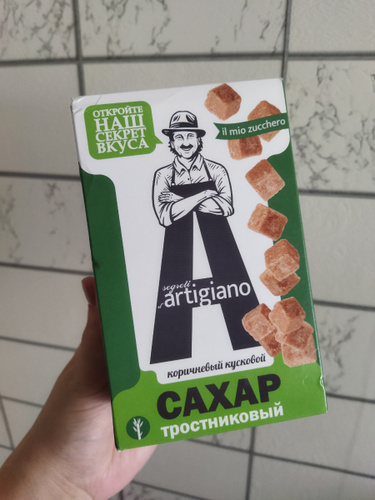 ОТКРОЙТЕ
НАШ
СЕКРЕТ
ВКУСА
il mio zucchero
segreti
d'artigiano
коричневый кусковой
САХАР
тростниковый